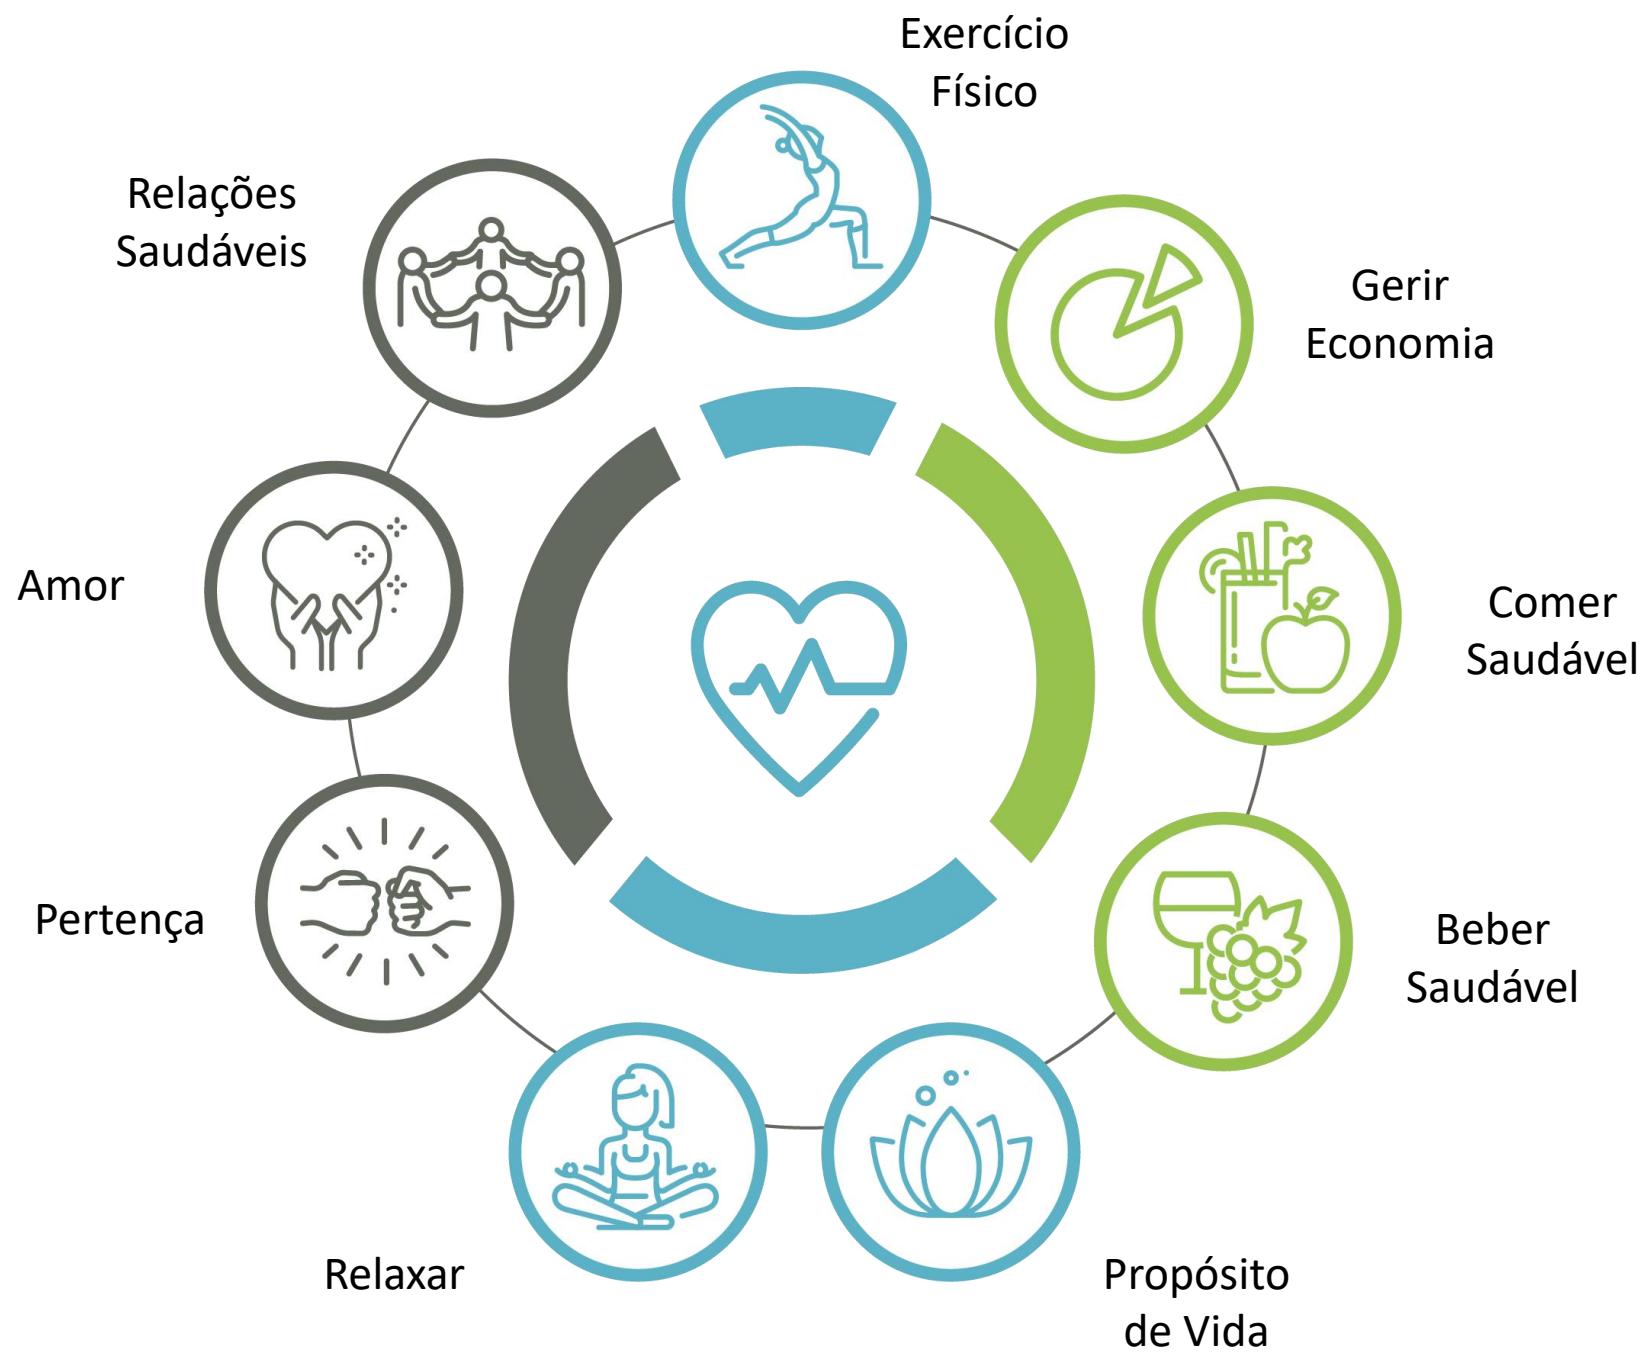 Exercício
Físico
Relações
Saudáveis
Gerir
Economia
Amor
Comer
Saudável
Pertença
Beber
Saudável
Relaxar
Propósito
de Vida